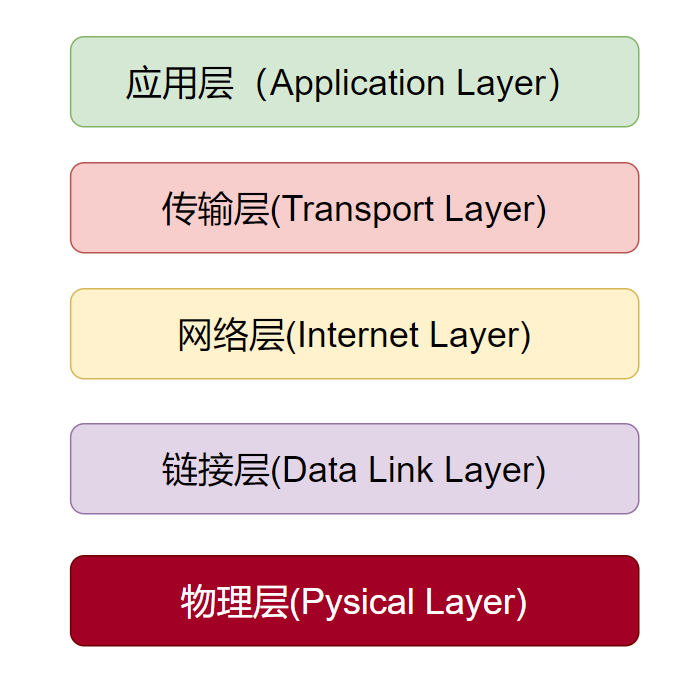 应用层（Application Layer）
传输层(Transport Layer)
网络层(Internet Layer)
链接层(Data Link Layer)
物理层(Pysical Layer)